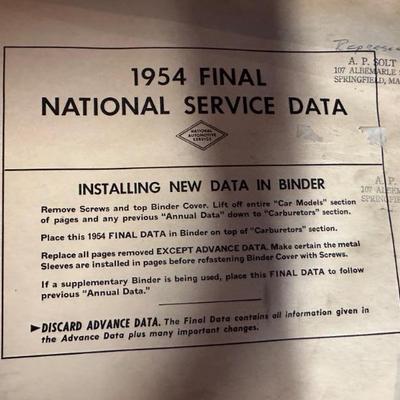 A. P. SOLT
107 ALBEMARLE
SPRINGFIELD, MA
1954 FINAL
NATIONAL SERVICE DATA
NATIONAL
AUTOMOTIVE
SERVICE
INSTALLING NEW DATA IN BINDER
A. P.
Remove Screws and top Binder Cover. Lift off entire "Car Models" section
of pages and any previous "Annual Data" down to "Carburetors" section.
Place this 1954 FINAL DATA in Binder on top of "Carburetors" section.
Replace all pages removed EXCEPT ADVANCE DATA. Make certain the metal
Sleeves are installed in pages before refastening Binder Cover with Screws.
If a supplementary Binder is being used, place this FINAL DATA to follow
previous "Annual Data."
DISCARD ADVANCE DATA. The Final Data contains all information given in
the Advance Data plus many important changes.